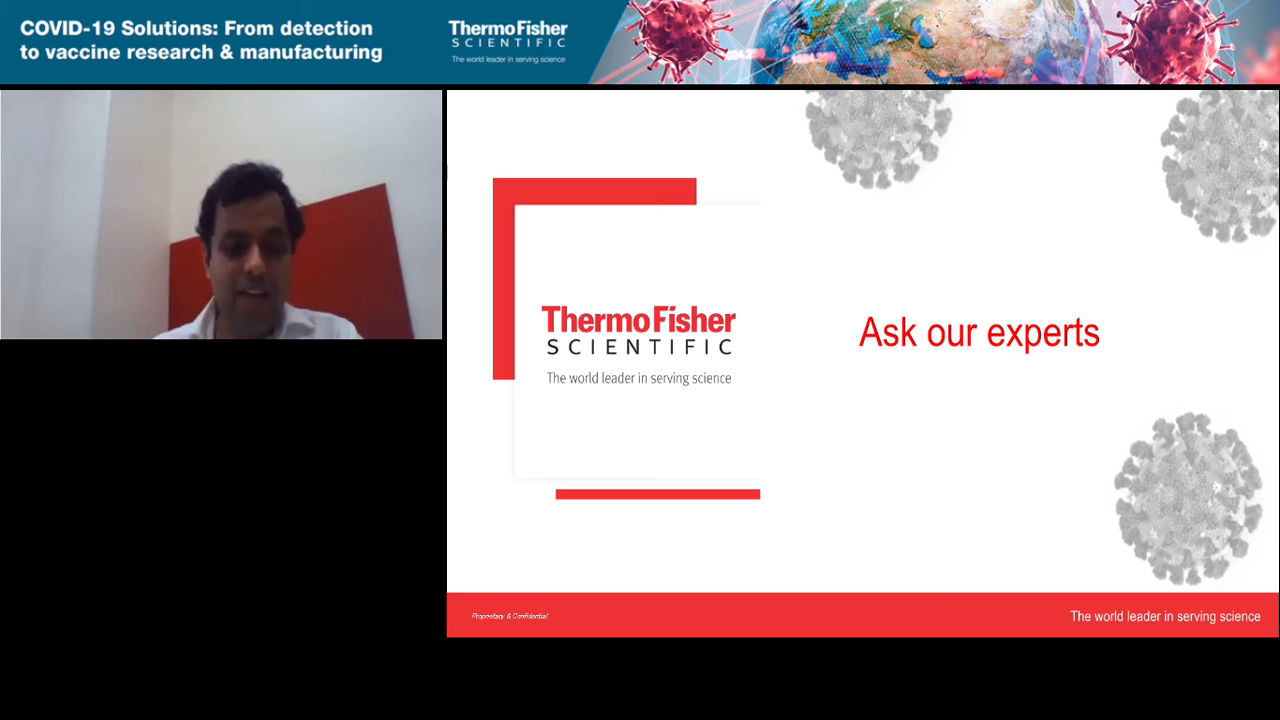 COVID-19 Solutions: From detection
to vaccine research & manufacturing
ThermoFisher
SCIENTIFIC
The world leader in serving science
ThermoFisher
SCIENTIFIC
The world leader in serving science
Ask our experts
Proprietary & Confidential
The world leader in serving science